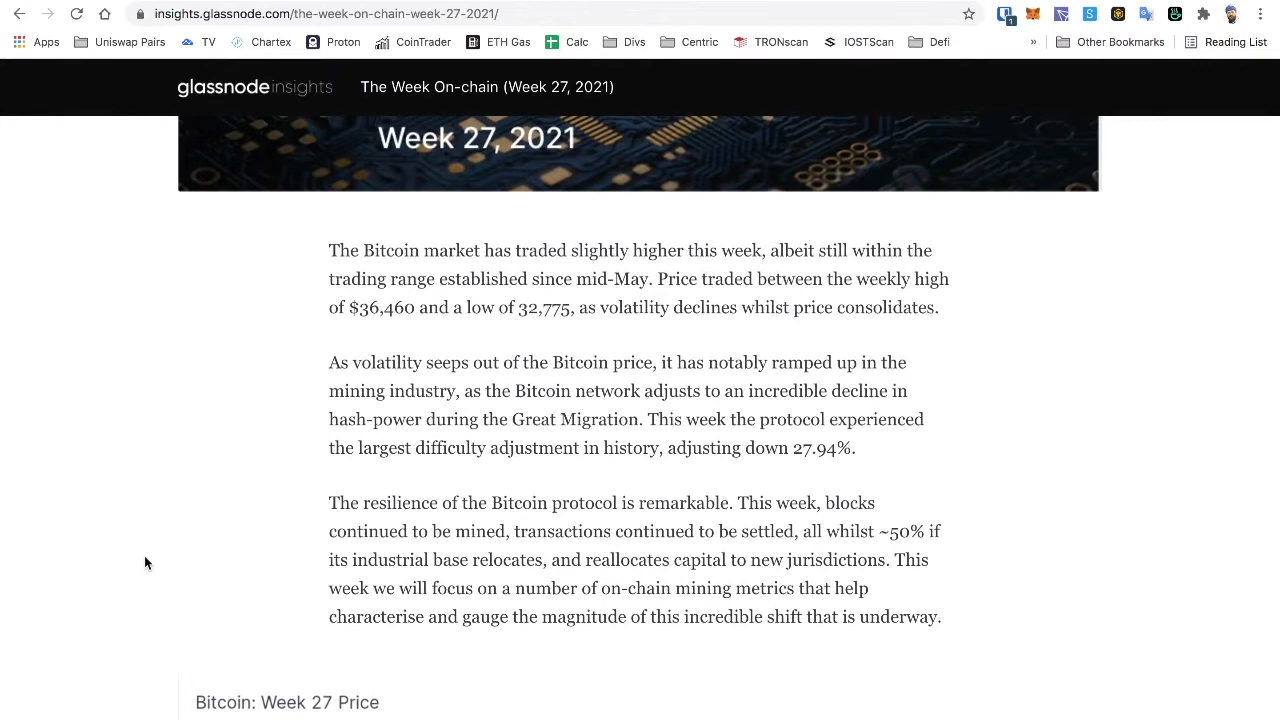 insights.glassnode.com/the-week-on-chain-week-27-2021/
1
Apps Uniswap Pairs TV Chartex Proton CoinTrader ETH Gas Calc Divs Centric TRONscan IOSTScan Defi » Other Bookmarks Reading List
glassnodeinsights The Week On-chain (Week 27, 2021)
Week 27, 2021
The Bitcoin market has traded slightly higher this week, albeit still within the
trading range established since mid-May. Price traded between the weekly high
of $36,460 and a low of 32,775, as volatility declines whilst price consolidates.
As volatility seeps out of the Bitcoin price, it has notably ramped up in the
mining industry, as the Bitcoin network adjusts to an incredible decline in
hash-power during the Great Migration. This week the protocol experienced
the largest difficulty adjustment in history, adjusting down 27.94%.
The resilience of the Bitcoin protocol is remarkable. This week, blocks
continued to be mined, transactions continued to be settled, all whilst ~50% if
its industrial base relocates, and reallocates capital to new jurisdictions. This
week we will focus on a number of on-chain mining metrics that help
characterise and gauge the magnitude of this incredible shift that is underway.
Bitcoin: Week 27 Price